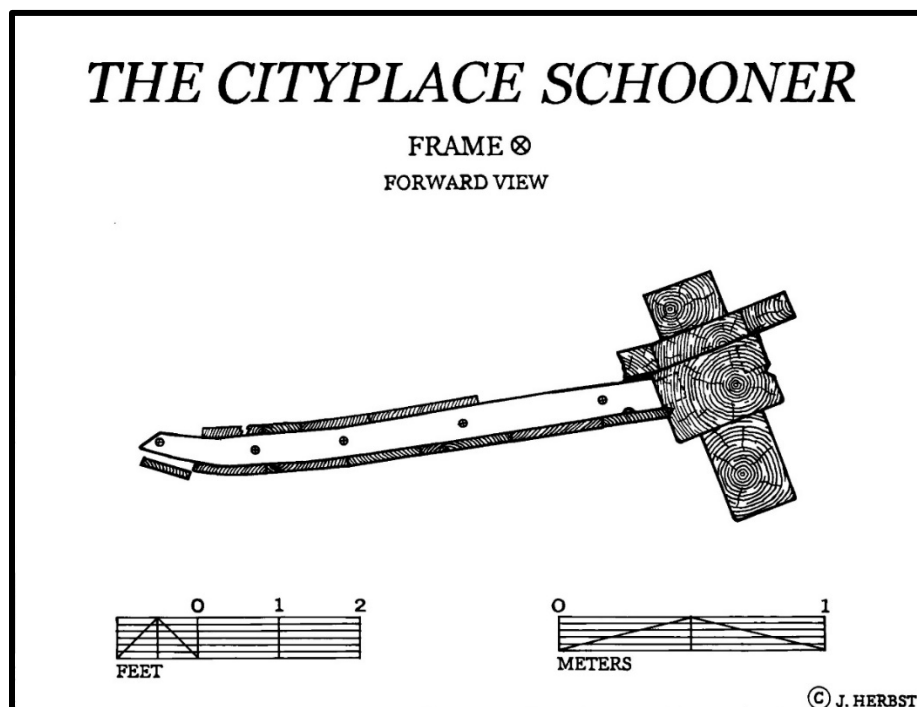 THE CITYPLACE SCHOONER
FRAME ⊗
FORWARD VIEW
0 1 2
FEET
0 1
METERS
© J. HERBST